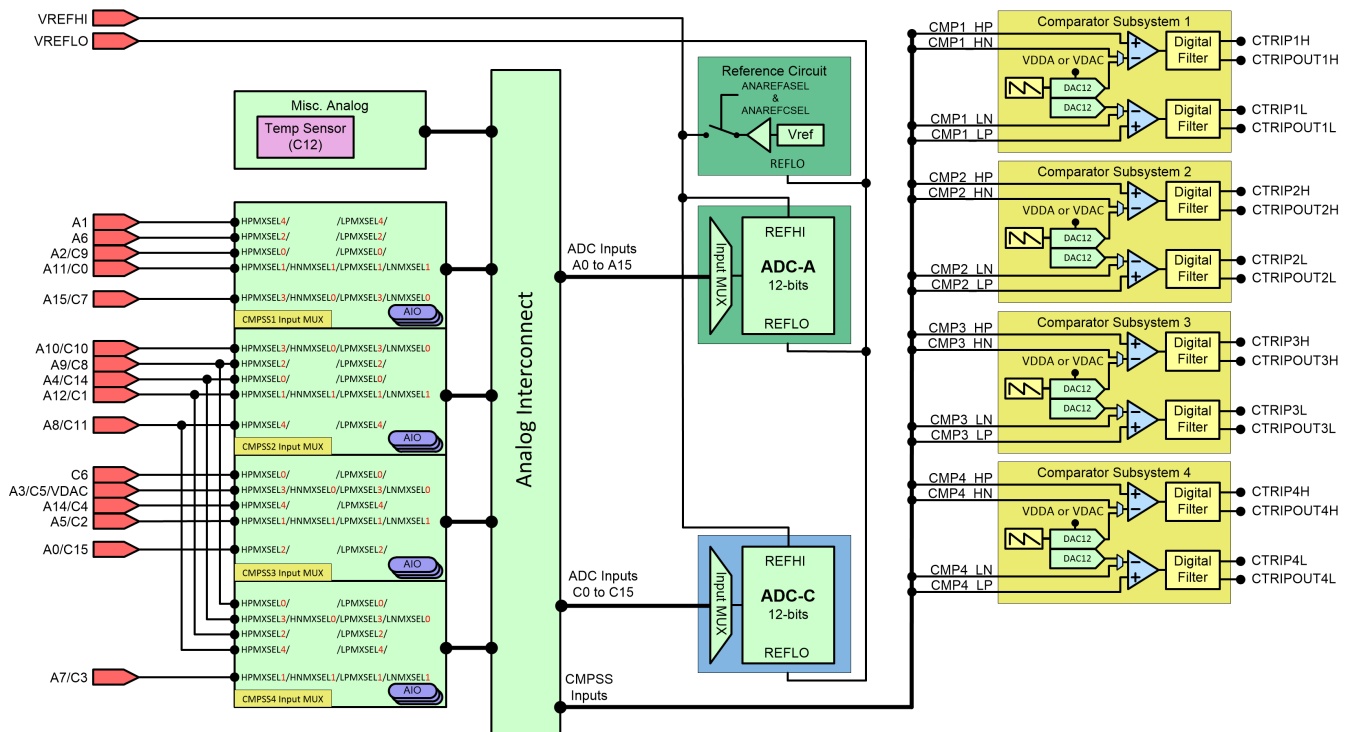 VREFHI
VREFLO
Misc. Analog
Temp Sensor
(C12)
A1
A6
A2/C9
A11/C0
A15/C7
HPMXSEL4/ /LPMXSEL4/
HPMXSEL2/ /LPMXSEL2/
HPMXSEL0/ /LPMXSEL0/
HPMXSEL1/HNMXSEL1/LPMXSEL1/LNMXSEL1
HPMXSEL3/HNMXSEL0/LPMXSEL3/LNMXSEL0
AIO
CMPSS1 Input MUX
A10/C10
A9/C8
A4/C14
A12/C1
A8/C11
HPMXSEL3/HNMXSEL0/LPMXSEL3/LNMXSEL0
HPMXSEL2/ /LPMXSEL2/
HPMXSEL0/ /LPMXSEL0/
HPMXSEL1/HNMXSEL1/LPMXSEL1/LNMXSEL1
HPMXSEL4/ /LPMXSEL4/
AIO
CMPSS2 Input MUX
C6
A3/C5/VDAC
A14/C4
A5/C2
A0/C15
HPMXSEL0/ /LPMXSEL0/
HPMXSEL3/HNMXSEL0/LPMXSEL3/LNMXSEL0
HPMXSEL4/ /LPMXSEL4/
HPMXSEL1/HNMXSEL1/LPMXSEL1/LNMXSEL1
HPMXSEL2/ /LPMXSEL2/
AIO
CMPSS3 Input MUX
HPMXSEL0/ /LPMXSEL0/
HPMXSEL3/HNMXSEL0/LPMXSEL3/LNMXSEL0
HPMXSEL2/ /LPMXSEL2/
HPMXSEL4/ /LPMXSEL4/
A7/C3
HPMXSEL1/HNMXSEL1/LPMXSEL1/LNMXSEL1
AIO
CMPSS4 Input MUX
Analog Interconnect
ADC Inputs
A0 to A15
ADC Inputs
C0 to C15
CMPSS
Inputs
Reference Circuit
ANAREFASEL
&
ANAREFCSEL
Vref
REFLO
Input MUX
REFHI
ADC-A
12-bits
REFLO
Input MUX
REFHI
ADC-C
12-bits
REFLO
Comparator Subsystem 1
CMP1_HP
CMP1_HN
VDDA or VDAC
DAC12
DAC12
CMP1_LN
CMP1_LP
Digital
Filter
Digital
Filter
CTRIP1H
CTRIPOUT1H
CTRIP1L
CTRIPOUT1L
Comparator Subsystem 2
CMP2_HP
CMP2_HN
VDDA or VDAC
DAC12
DAC12
CMP2_LN
CMP2_LP
Digital
Filter
Digital
Filter
CTRIP2H
CTRIPOUT2H
CTRIP2L
CTRIPOUT2L
Comparator Subsystem 3
CMP3_HP
CMP3_HN
VDDA or VDAC
DAC12
DAC12
CMP3_LN
CMP3_LP
Digital
Filter
Digital
Filter
CTRIP3H
CTRIPOUT3H
CTRIP3L
CTRIPOUT3L
Comparator Subsystem 4
CMP4_HP
CMP4_HN
VDDA or VDAC
DAC12
DAC12
CMP4_LN
CMP4_LP
Digital
Filter
Digital
Filter
CTRIP4H
CTRIPOUT4H
CTRIP4L
CTRIPOUT4L